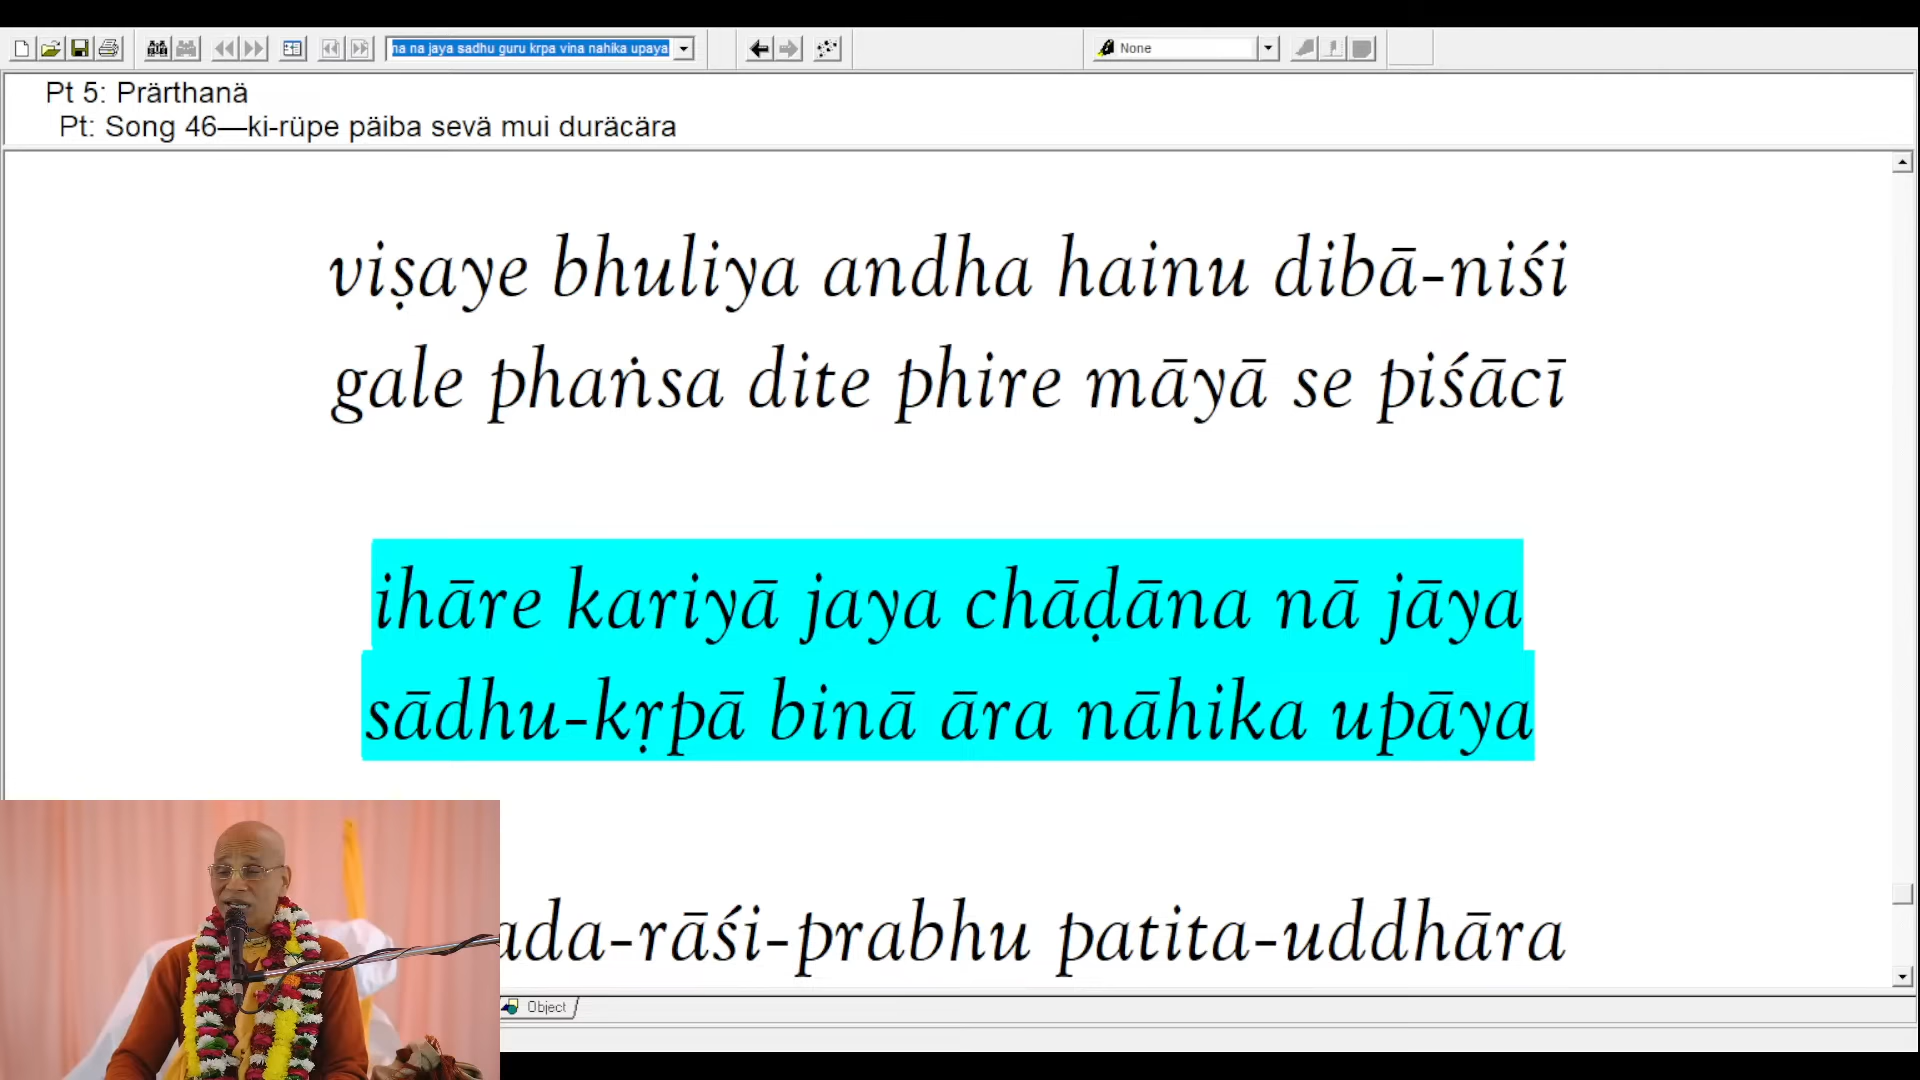 na na jaya sadhu guru krpa vina nahika upaya
None
Pt 5: Prärthanä
Pt: Song 46—ki-rüpe päiba sevä mui duräcära
viṣaye bhuliya andha hainu dibā-niśi
gale phaṅsa dite phire māyā se piśācī
ihāre kariyā jaya chāḍāna nā jāya
sādhu-kṛpā binā āra nāhika upāya
ada-rāśi-prabhu patita-uddhāra
Object